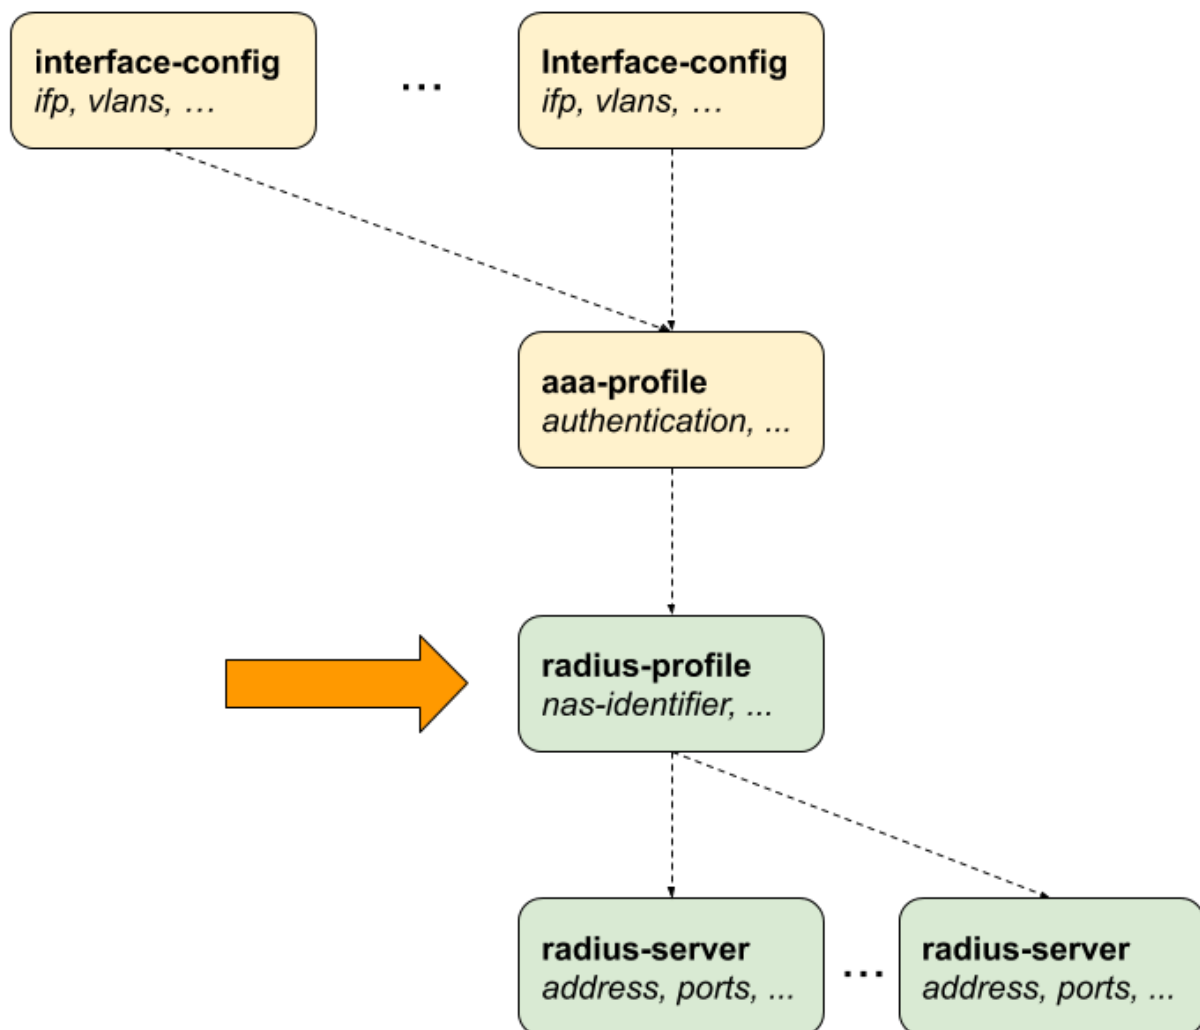 interface-config
ifp, vlans, …
...
Interface-config
ifp, vlans, …
aaa-profile
authentication, ...
radius-profile
nas-identifier, ...
radius-server
address, ports, ...
...
radius-server
address, ports, ...